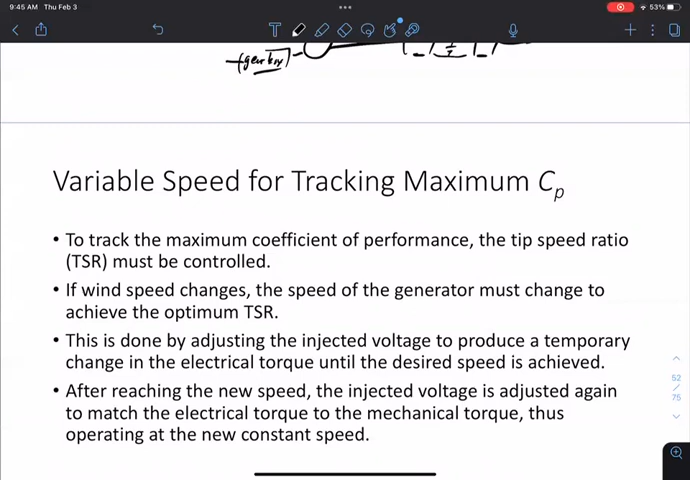 9:45 AM Thu Feb 3
53%
T
Variable Speed for Tracking Maximum Cp
• To track the maximum coefficient of performance, the tip speed ratio
(TSR) must be controlled.
• If wind speed changes, the speed of the generator must change to
achieve the optimum TSR.
• This is done by adjusting the injected voltage to produce a temporary
change in the electrical torque until the desired speed is achieved.
• After reaching the new speed, the injected voltage is adjusted again
to match the electrical torque to the mechanical torque, thus
operating at the new constant speed.
52
/
75